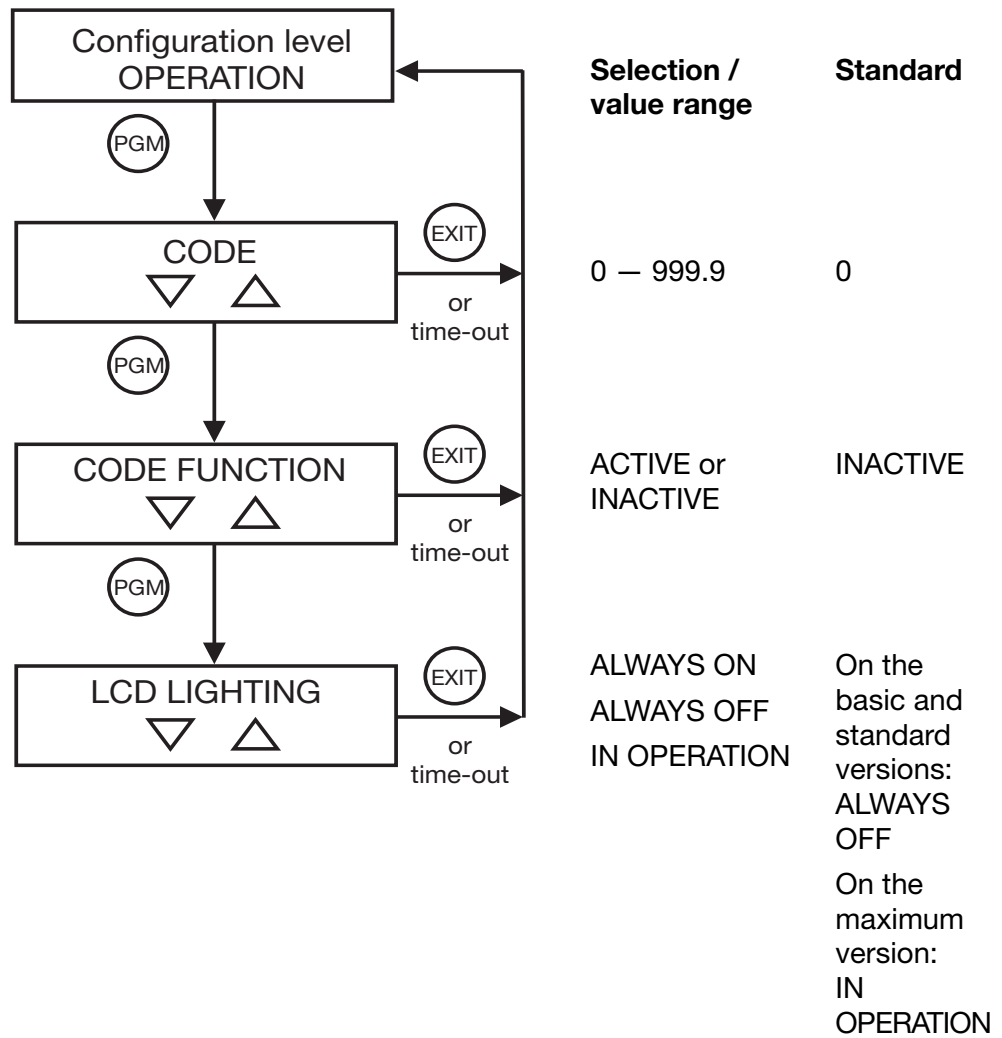 Configuration level
OPERATION
Selection /
value range
Standard
PGM
CODE
EXIT
or
time-out
0 — 999.9
0
PGM
CODE FUNCTION
EXIT
or
time-out
ACTIVE or
INACTIVE
INACTIVE
PGM
LCD LIGHTING
EXIT
or
time-out
ALWAYS ON
ALWAYS OFF
IN OPERATION
On the
basic and
standard
versions:
ALWAYS
OFF
On the
maximum
version:
IN
OPERATION